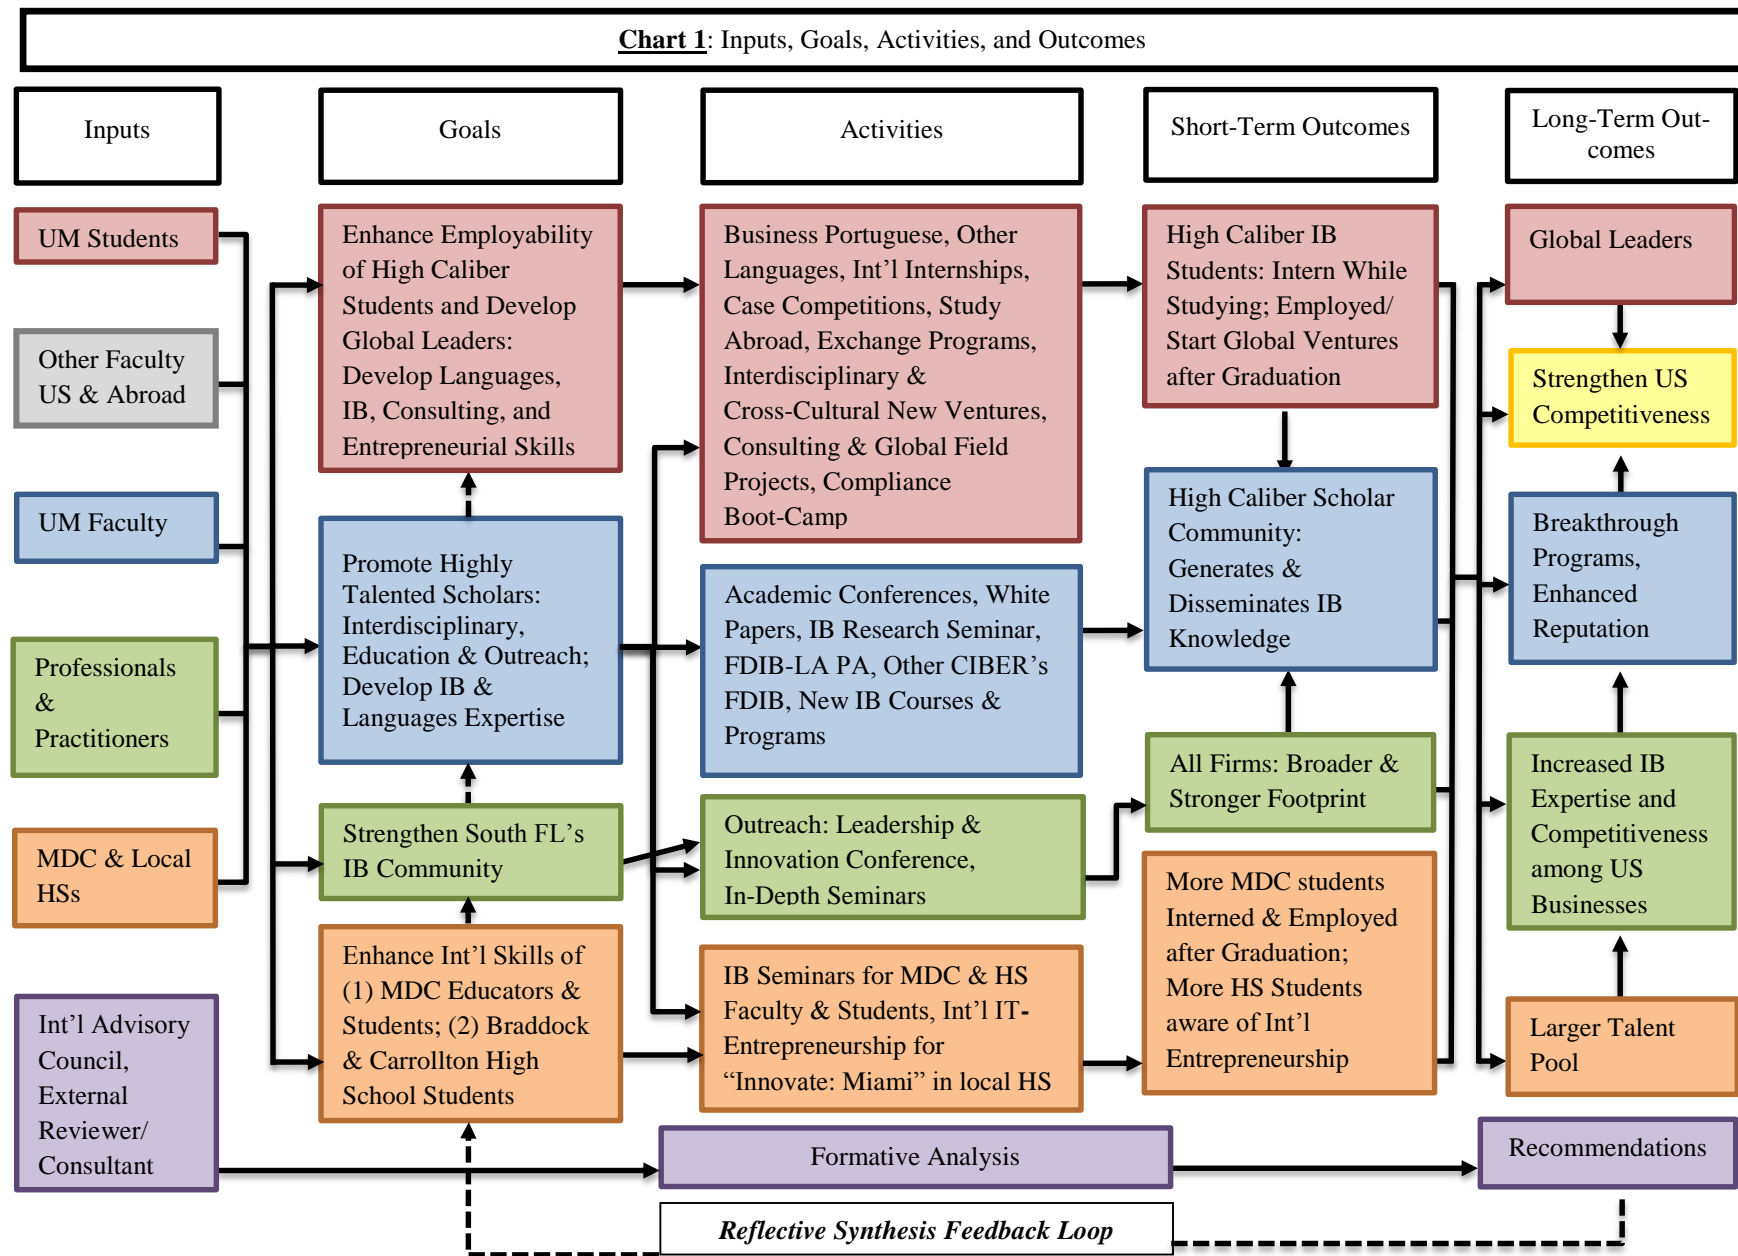 Chart 1: Inputs, Goals, Activities, and Outcomes
Inputs
Goals
Activities
Short-Term Outcomes
Long-Term Out-
comes
UM Students
Other Faculty
US & Abroad
UM Faculty
Professionals
&
Practitioners
MDC & Local
HSs
Int’l Advisory
Council,
External
Reviewer/
Consultant
Enhance Employability
of High Caliber
Students and Develop
Global Leaders:
Develop Languages,
IB, Consulting, and
Entrepreneurial Skills
Promote Highly
Talented Scholars:
Interdisciplinary,
Education & Outreach;
Develop IB &
Languages Expertise
Strengthen South FL’s
IB Community
Enhance Int’l Skills of
(1) MDC Educators &
Students; (2) Braddock
& Carrollton High
School Students
Business Portuguese, Other
Languages, Int’l Internships,
Case Competitions, Study
Abroad, Exchange Programs,
Interdisciplinary &
Cross-Cultural New Ventures,
Consulting & Global Field
Projects, Compliance
Boot-Camp
Academic Conferences, White
Papers, IB Research Seminar,
FDIB-LA PA, Other CIBER’s
FDIB, New IB Courses &
Programs
Outreach: Leadership &
Innovation Conference,
In-Depth Seminars
IB Seminars for MDC & HS
Faculty & Students, Int’l IT-
Entrepreneurship for
“Innovate: Miami” in local HS
Formative Analysis
High Caliber IB
Students: Intern While
Studying; Employed/
Start Global Ventures
after Graduation
High Caliber Scholar
Community:
Generates &
Disseminates IB
Knowledge
All Firms: Broader &
Stronger Footprint
More MDC students
Interned & Employed
after Graduation;
More HS Students
aware of Int’l
Entrepreneurship
Global Leaders
Strengthen US
Competitiveness
Breakthrough
Programs,
Enhanced
Reputation
Increased IB
Expertise and
Competitiveness
among US
Businesses
Larger Talent
Pool
Recommendations
Reflective Synthesis Feedback Loop